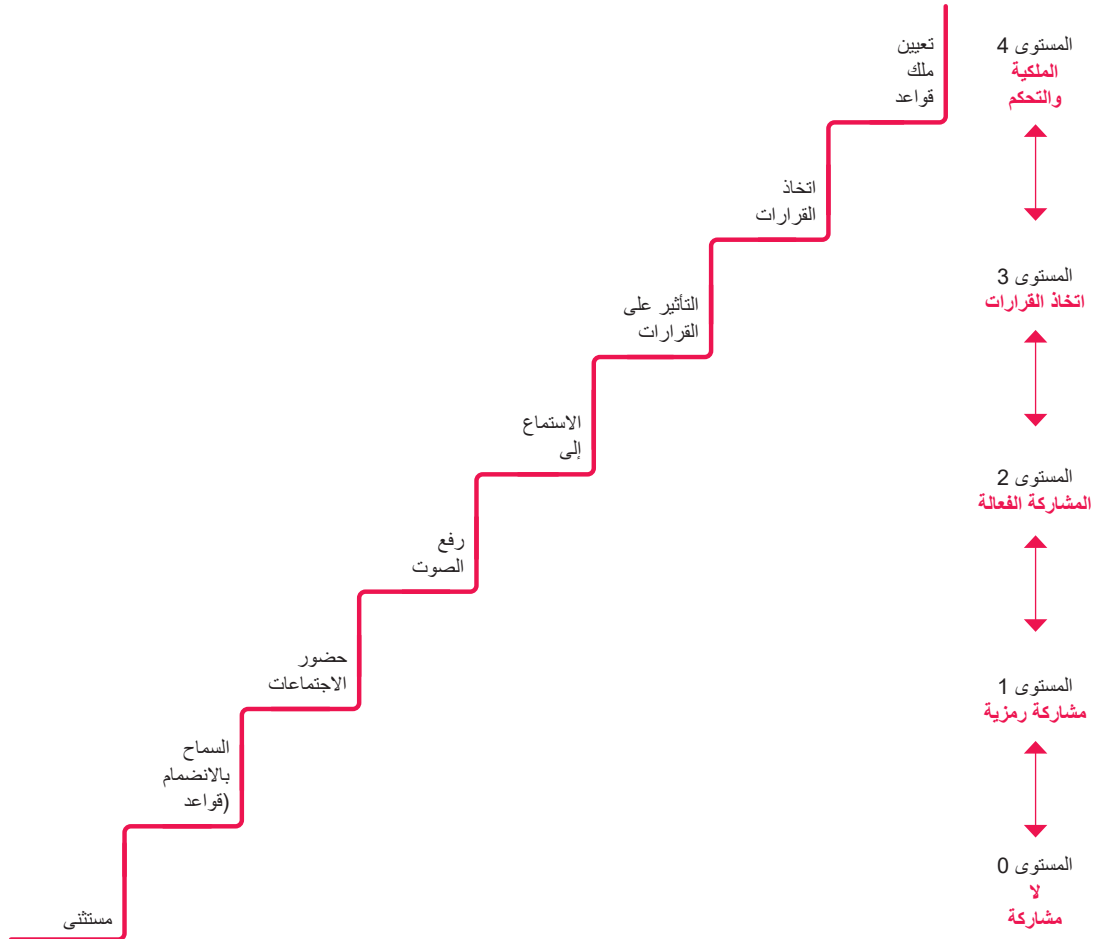 تعيين
ملك
قواعد
اتخاذ
القرارات
التأثير على
القرارات
الاستماع
إلى
رفع
الصوت
حضور
الاجتماعات
السماح
بالانضمام
(قواعد
مستثنى
المستوى 4
الملكية
والتحكم
المستوى 3
اتخاذ القرارات
المستوى 2
المشاركة الفعالة
المستوى 1
مشاركة رمزية
المستوى 0
لا
مشاركة